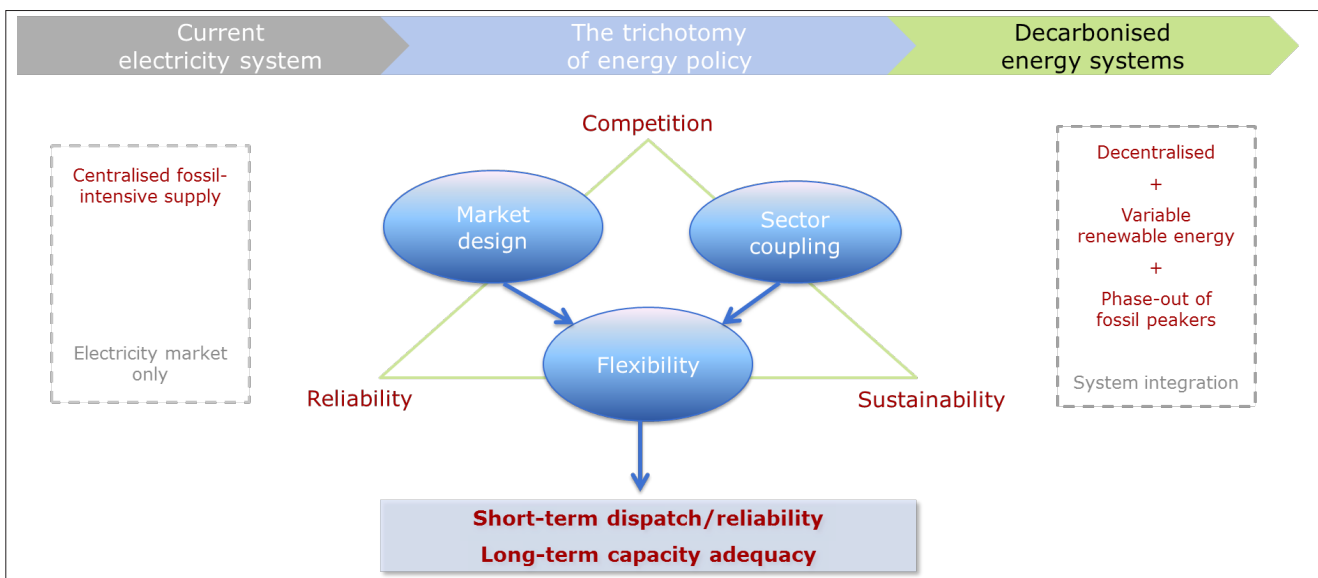 Current
electricity system
The trichotomy
of energy policy
Decarbonised
energy systems
Centralised fossil-
intensive supply
Electricity market
only
Competition
Market
design
Sector
coupling
Flexibility
Reliability
Sustainability
Short-term dispatch/reliability
Long-term capacity adequacy
Decentralised
+
Variable
renewable energy
+
Phase-out of
fossil peakers
System integration